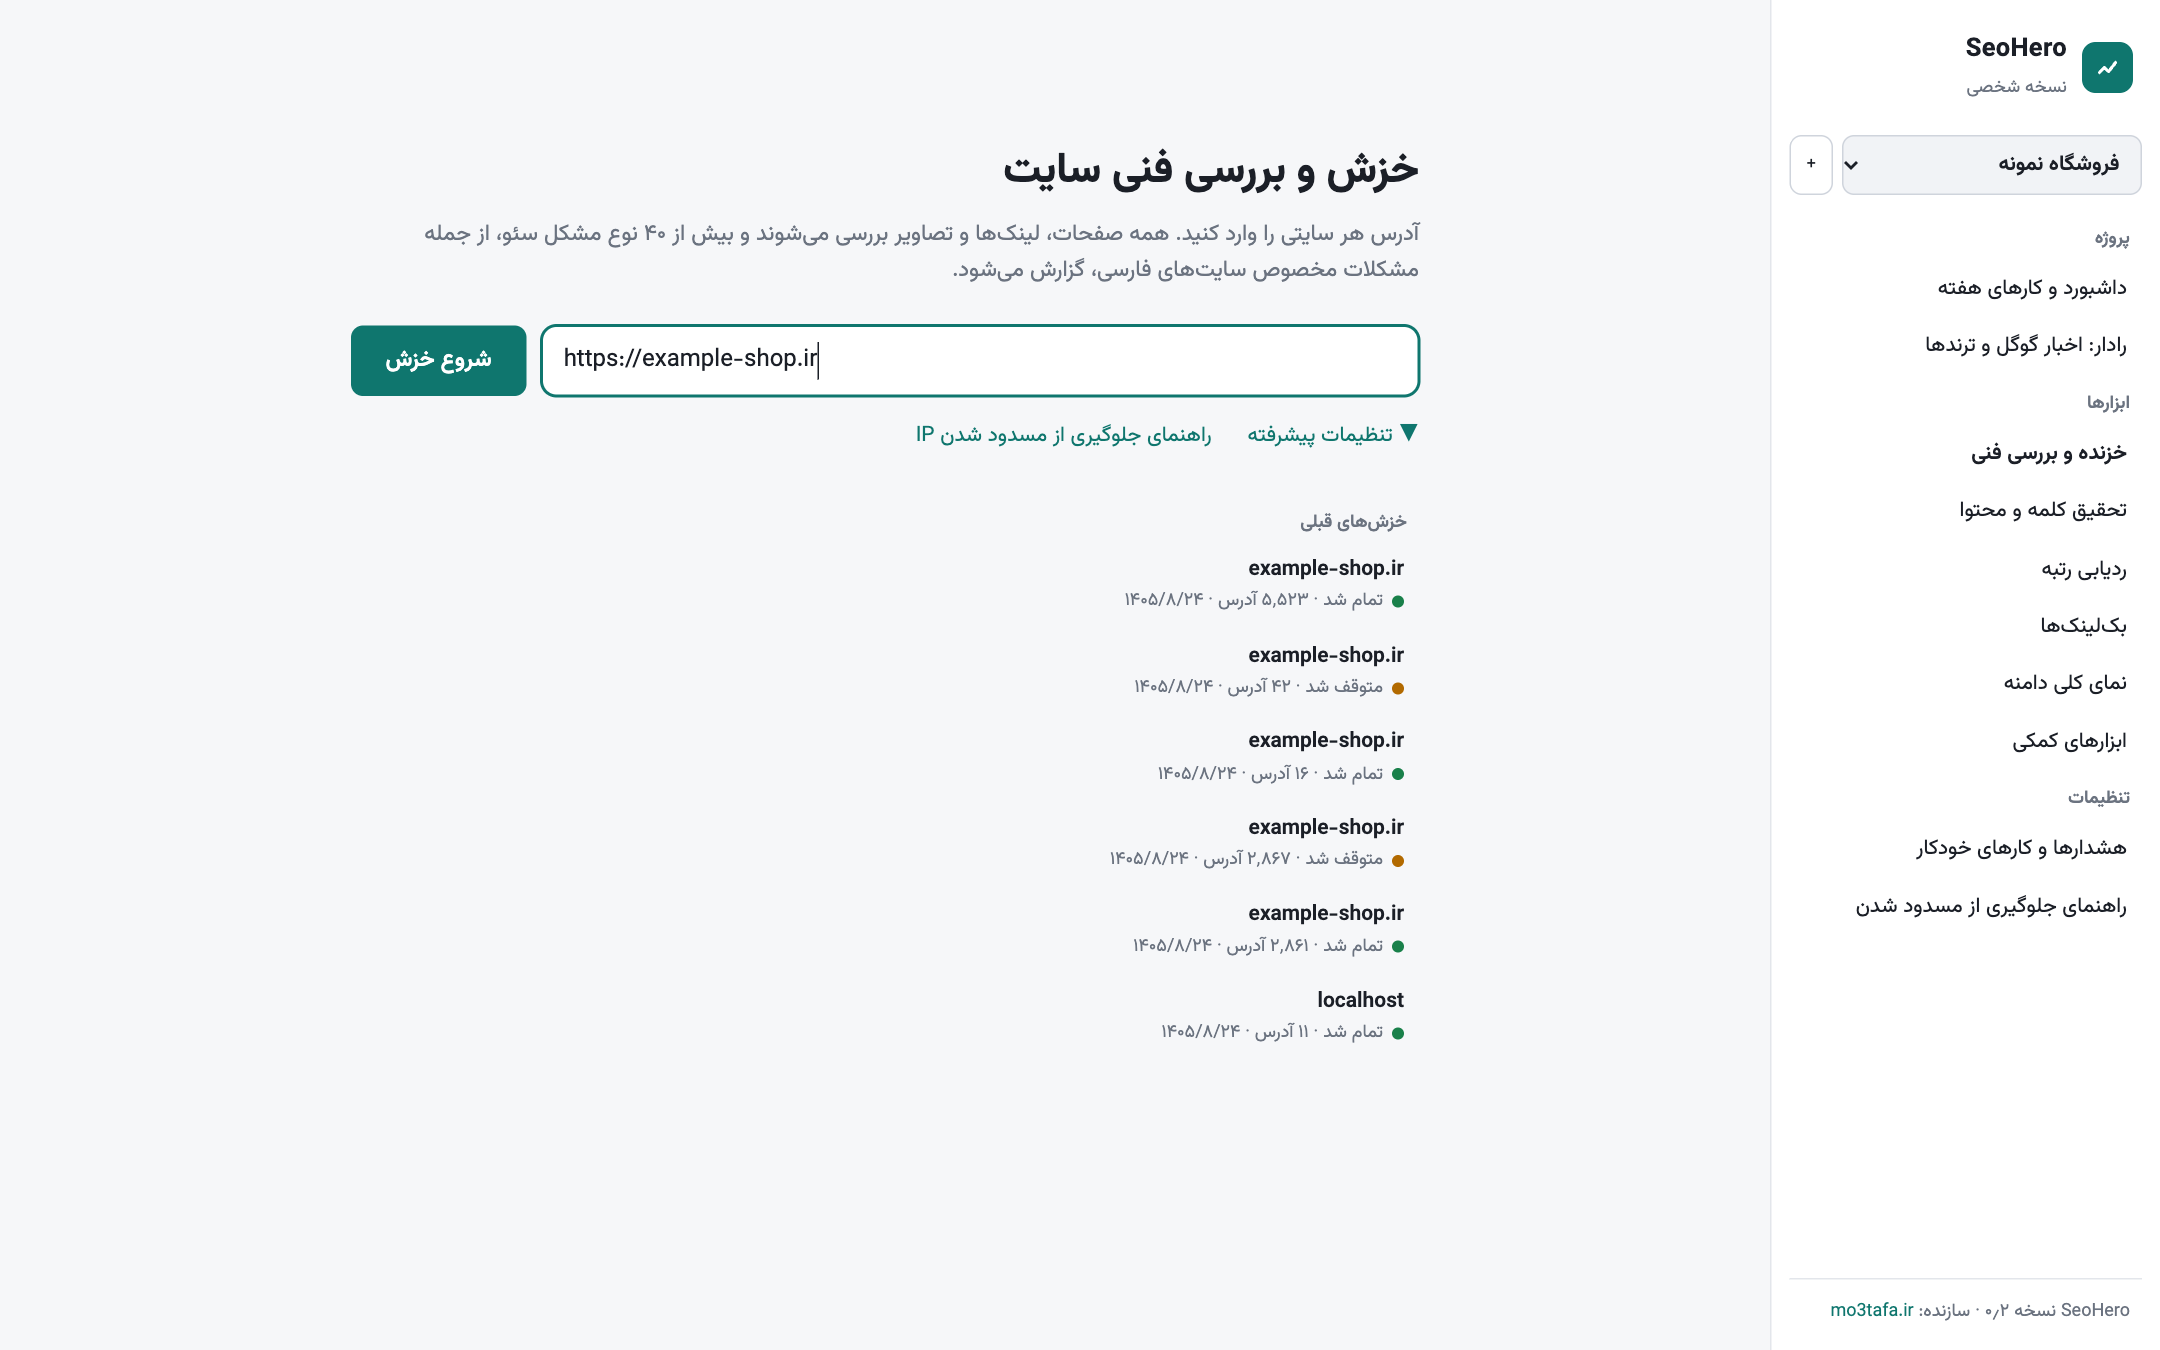 SeoHero
نسخه شخصی
فروشگاه نمونه
+
پروژه
داشبورد و کارهای هفته
رادار: اخبار گوگل و ترندها
ابزارها
خزنده و بررسی فنی
تحقیق کلمه و محتوا
ردیابی رتبه
بک‌لینک‌ها
نمای کلی دامنه
ابزارهای کمکی
تنظیمات
هشدارها و کارهای خودکار
راهنمای جلوگیری از مسدود شدن
SeoHero نسخه ۰٫۲ · سازنده: mo3tafa.ir
خزش و بررسی فنی سایت
آدرس هر سایتی را وارد کنید. همه صفحات، لینک‌ها و تصاویر بررسی می‌شوند و بیش از ۴۰ نوع مشکل سئو، از جمله
مشکلات مخصوص سایت‌های فارسی، گزارش می‌شود.
https://example-shop.ir
شروع خزش
▼ تنظیمات پیشرفته
راهنمای جلوگیری از مسدود شدن IP
خزش‌های قبلی
example-shop.ir
تمام شد · ۵,۵۲۳ آدرس · ۱۴۰۵/۸/۲۴
example-shop.ir
متوقف شد · ۴۲ آدرس · ۱۴۰۵/۸/۲۴
example-shop.ir
تمام شد · ۱۶ آدرس · ۱۴۰۵/۸/۲۴
example-shop.ir
متوقف شد · ۲,۸۶۷ آدرس · ۱۴۰۵/۸/۲۴
example-shop.ir
تمام شد · ۲,۸۶۱ آدرس · ۱۴۰۵/۸/۲۴
localhost
تمام شد · ۱۱ آدرس · ۱۴۰۵/۸/۲۴